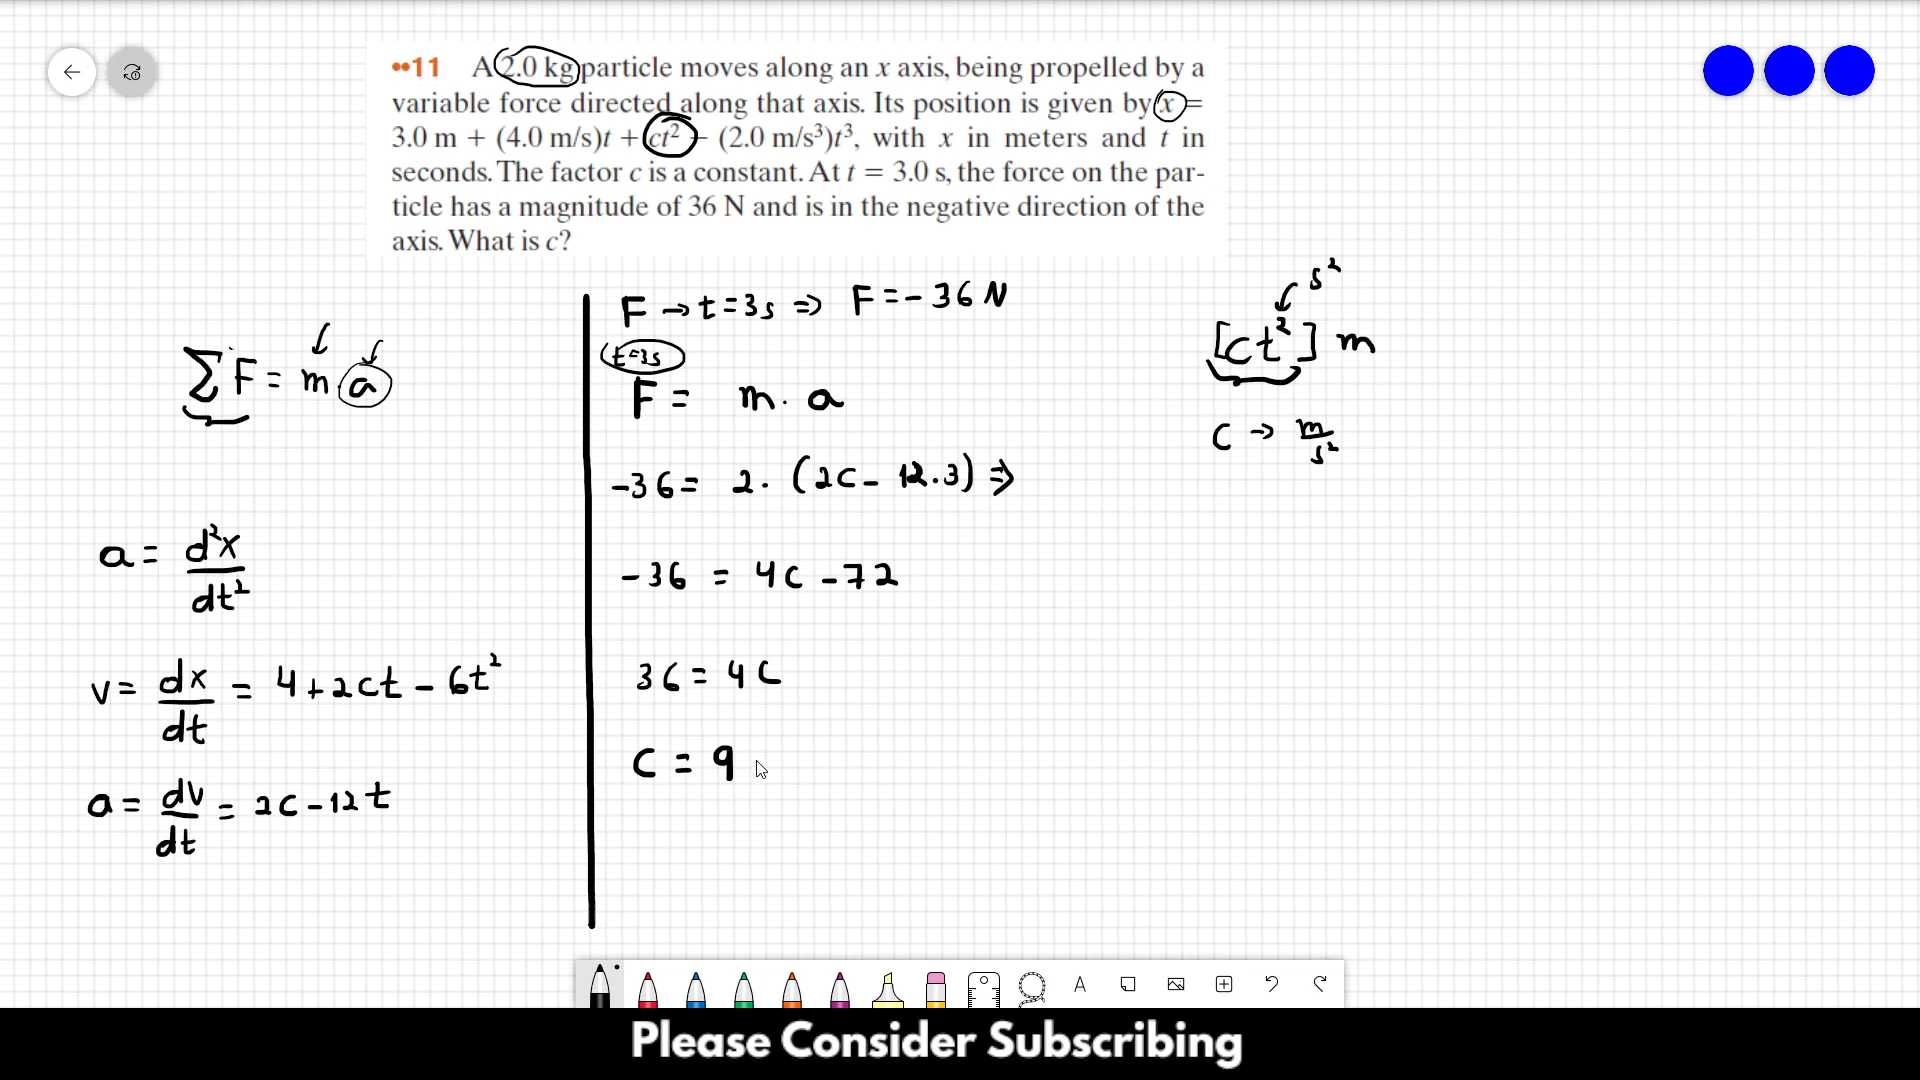 ••11 A 2.0 kg particle moves along an x axis, being propelled by a
variable force directed along that axis. Its position is given by x =
3.0 m + (4.0 m/s)t + ct² − (2.0 m/s³)t³, with x in meters and t in
seconds. The factor c is a constant. At t = 3.0 s, the force on the par-
ticle has a magnitude of 36 N and is in the negative direction of the
axis. What is c?
∑F = m.a
a = d²x/dt²
v = dx/dt = 4+2ct − 6t²
a = dv/dt = 2c − 12t
F → t=3s ⇒ F = −36 N
t=3s
F = m. a
−36 = 2. (2c − 12.3) ⇒
−36 = 4c − 72
36 = 4c
c = 9
s²
[ct²] m
c → m/s²
A
Please Consider Subscribing